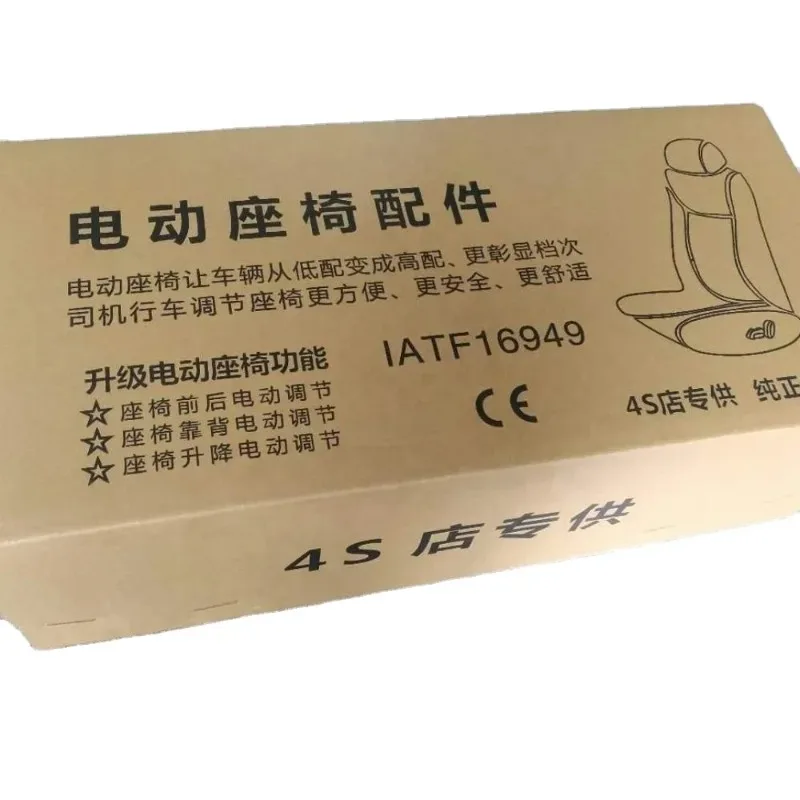 电动座椅配件
电动座椅让车辆从低配变成高配、更彰显档次
司机行车调节座椅更方便、更安全、更舒适
升级电动座椅功能
☆座椅前后电动调节
☆座椅靠背电动调节
☆座椅升降电动调节
IATF16949
CE
4S店专供 纯正
4S店专供